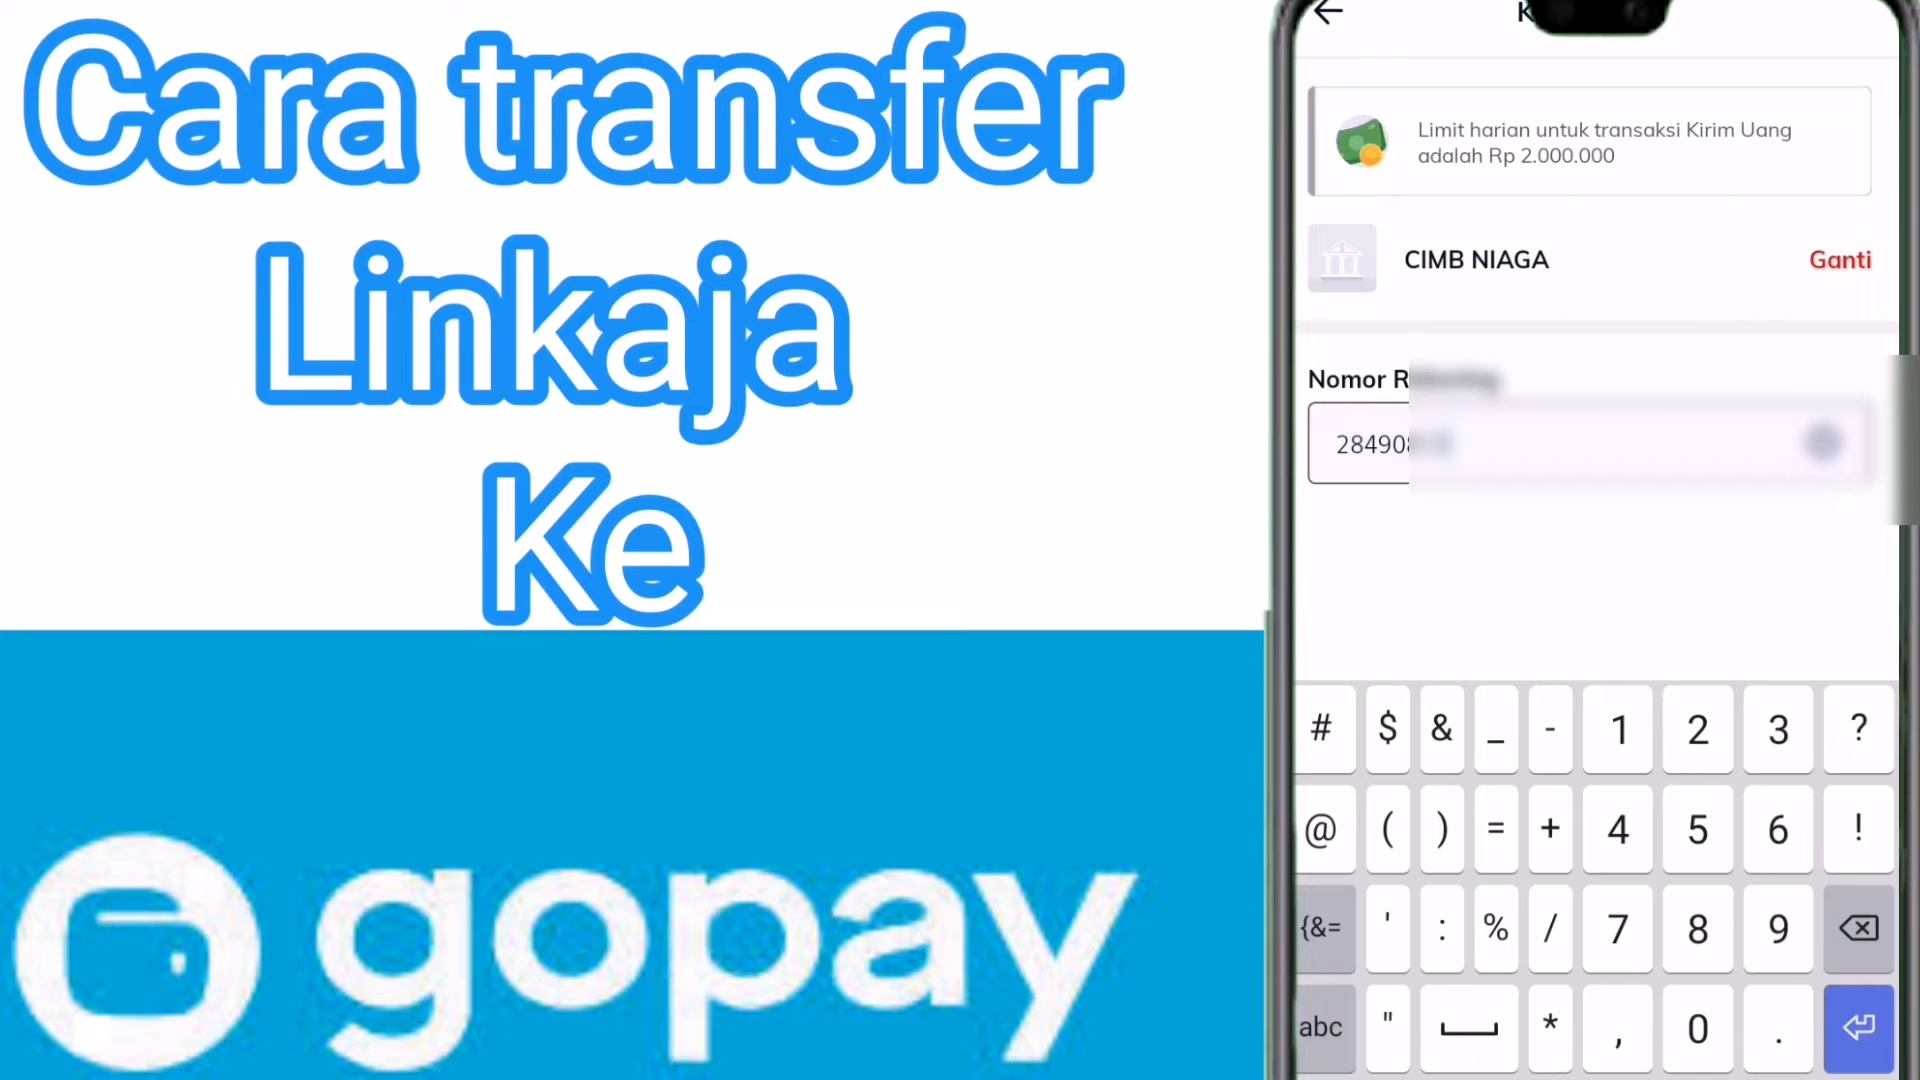 Cara transfer
Linkaja
Ke
gopay
Limit harian untuk transaksi Kirim Uang
adalah Rp 2.000.000
CIMB NIAGA
Ganti
Nomor
28490
# $ & _ - 1 2 3 ?
@ ( ) = + 4 5 6 !
{&= ' : % / 7 8 9
abc " * , 0 .